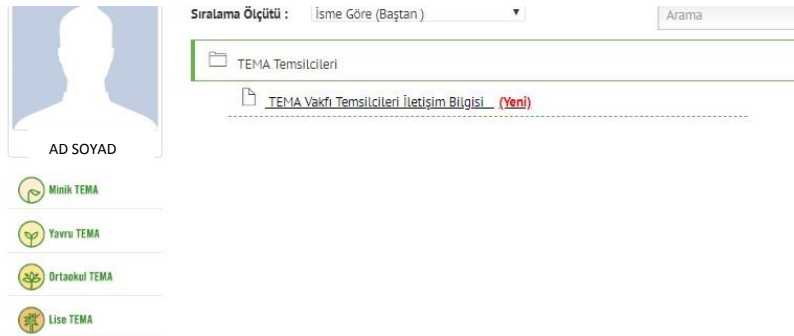 Sıralama Ölçütü : İsme Göre (Baştan ) Arama
TEMA Temsilcileri
TEMA Vakfı Temsilcileri İletişim Bilgisi (Yeni)
AD SOYAD
Minik TEMA
Yavru TEMA
Ortaokul TEMA
Lise TEMA